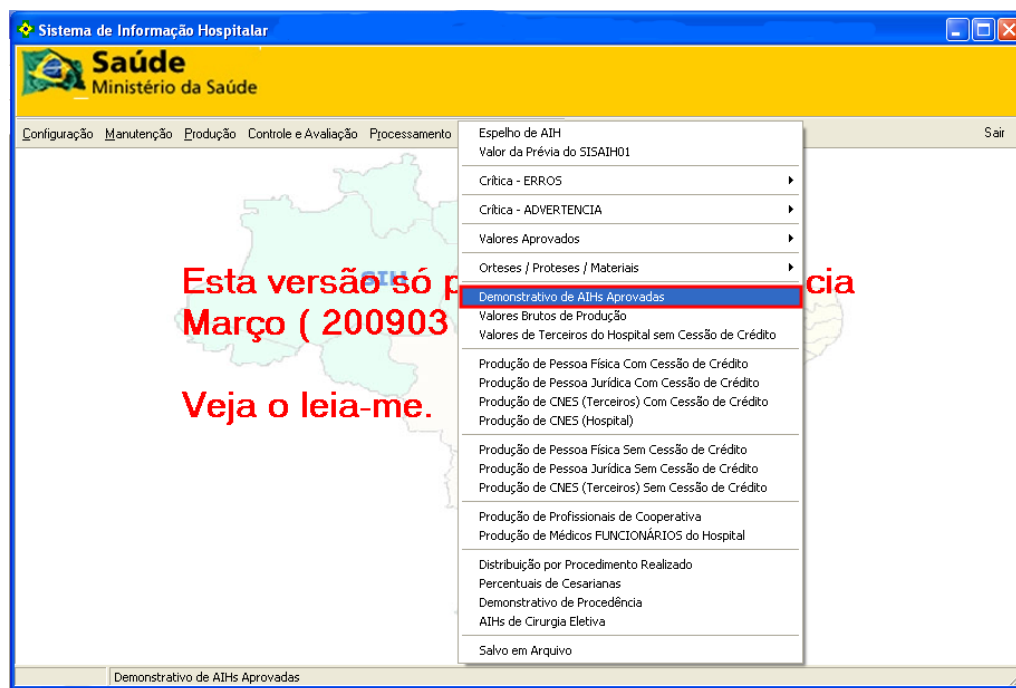 Sistema de Informação Hospitalar
Saúde
Ministério da Saúde
Configuração Manutenção Produção Controle e Avaliação Processamento
Sair
Espelho de AIH
Valor da Prévia do SISAIH01
Crítica - ERROS
Crítica - ADVERTENCIA
Valores Aprovados
Orteses / Proteses / Materiais
Demonstrativo de AIHs Aprovadas
Valores Brutos de Produção
Valores de Terceiros do Hospital sem Cessão de Crédito
Produção de Pessoa Física Com Cessão de Crédito
Produção de Pessoa Jurídica Com Cessão de Crédito
Produção de CNES (Terceiros) Com Cessão de Crédito
Produção de CNES (Hospital)
Produção de Pessoa Física Sem Cessão de Crédito
Produção de Pessoa Jurídica Sem Cessão de Crédito
Produção de CNES (Terceiros) Sem Cessão de Crédito
Produção de Profissionais de Cooperativa
Produção de Médicos FUNCIONÁRIOS do Hospital
Distribuição por Procedimento Realizado
Percentuais de Cesarianas
Demonstrativo de Procedência
AIHs de Cirurgia Eletiva
Salvo em Arquivo
SIH
Esta versão só p cia
Março ( 200903
Veja o leia-me.
Demonstrativo de AIHs Aprovadas